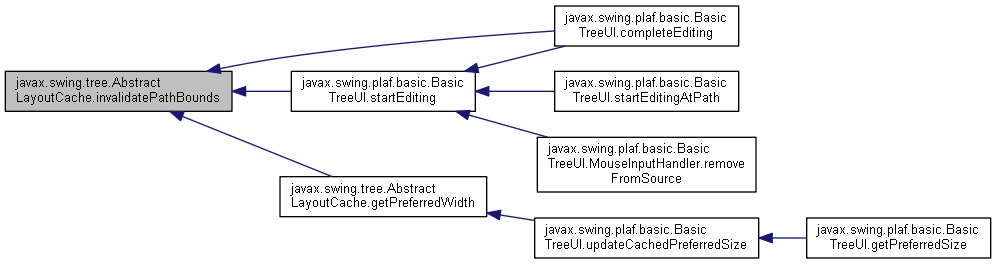 javax.swing.plaf.basic.Basic
TreeUI.completeEditing
javax.swing.tree.Abstract
LayoutCache.invalidatePathBounds
javax.swing.plaf.basic.Basic
TreeUI.startEditing
javax.swing.plaf.basic.Basic
TreeUI.startEditingAtPath
javax.swing.plaf.basic.Basic
TreeUI.MouseInputHandler.remove
FromSource
javax.swing.tree.Abstract
LayoutCache.getPreferredWidth
javax.swing.plaf.basic.Basic
TreeUI.updateCachedPreferredSize
javax.swing.plaf.basic.Basic
TreeUI.getPreferredSize